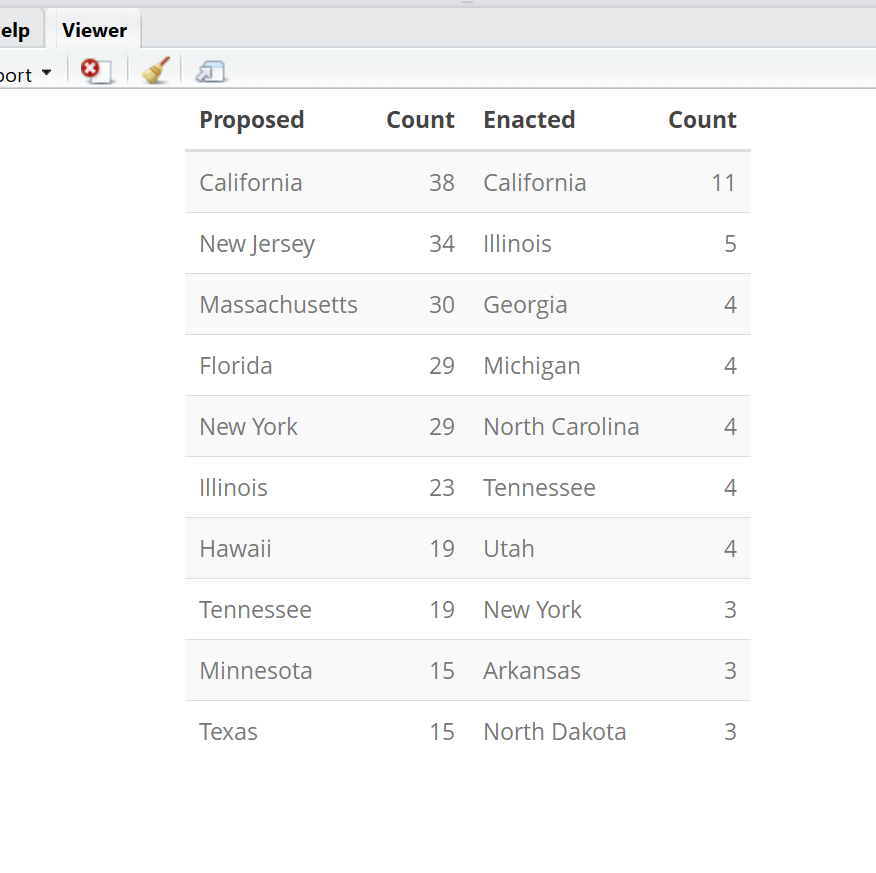 elp Viewer
port
Proposed Count Enacted Count
California 38 California 11
New Jersey 34 Illinois 5
Massachusetts 30 Georgia 4
Florida 29 Michigan 4
New York 29 North Carolina 4
Illinois 23 Tennessee 4
Hawaii 19 Utah 4
Tennessee 19 New York 3
Minnesota 15 Arkansas 3
Texas 15 North Dakota 3